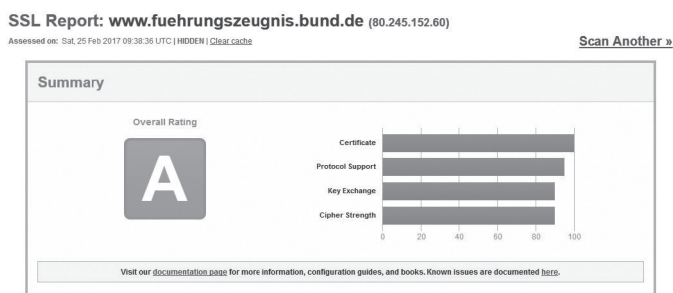 SSL Report: www.fuehrungszeugnis.bund.de (80.245.152.60)
Assessed on: Sat, 25 Feb 2017 09:38:36 UTC | HIDDEN | Clear cache
Scan Another »
Summary
Overall Rating
A
Certificate
Protocol Support
Key Exchange
Cipher Strength
0 20 40 60 80 100
Visit our documentation page for more information, configuration guides, and books. Known issues are documented here.